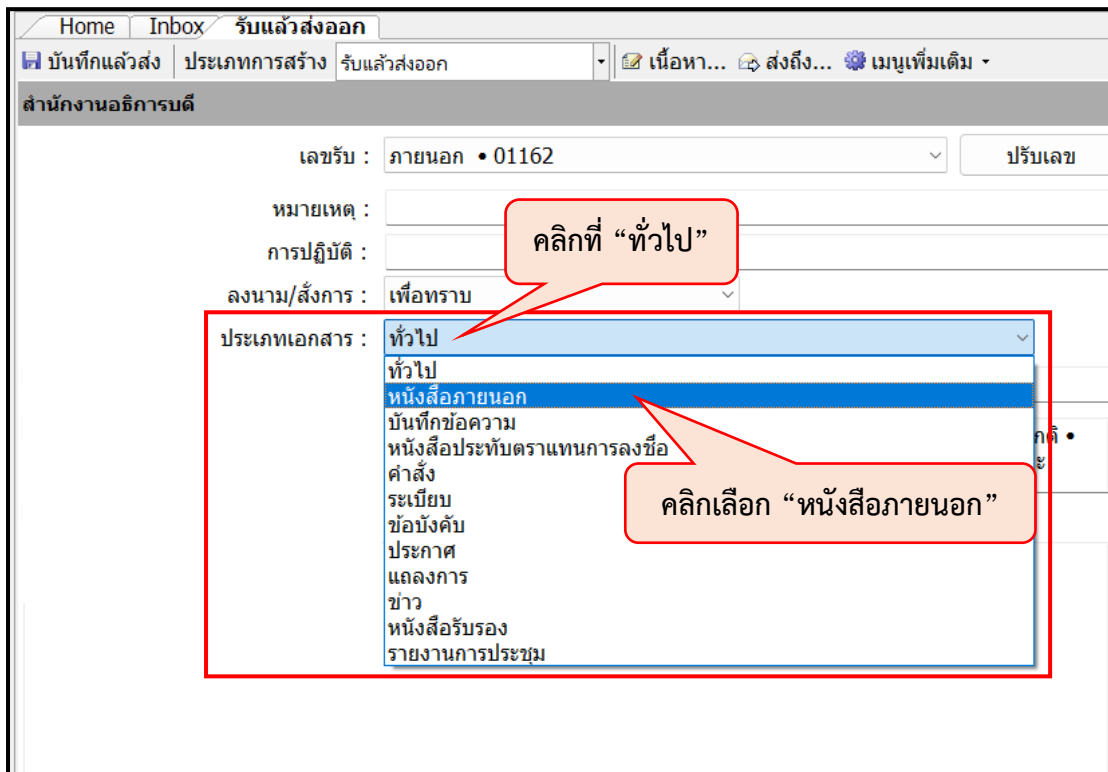 Home Inbox รับแล้วส่งออก
บันทึกแล้วส่ง ประเภทการสร้าง รับแล้วส่งออก เนื้อหา... ส่งถึง... เมนูเพิ่มเติม
สำนักงานอธิการบดี
เลขรับ : ภายนอก • 01162 ปรับเลข
หมายเหตุ :
คลิกที่ “ทั่วไป”
การปฏิบัติ :
ลงนาม/สั่งการ : เพื่อทราบ
ประเภทเอกสาร : ทั่วไป
ทั่วไป
หนังสือภายนอก
บันทึกข้อความ
หนังสือประทับตราแทนการลงชื่อ
คำสั่ง
ระเบียบ
ข้อบังคับ
ประกาศ
แถลงการ
ข่าว
หนังสือรับรอง
รายงานการประชุม
คลิกเลือก “หนังสือภายนอก”